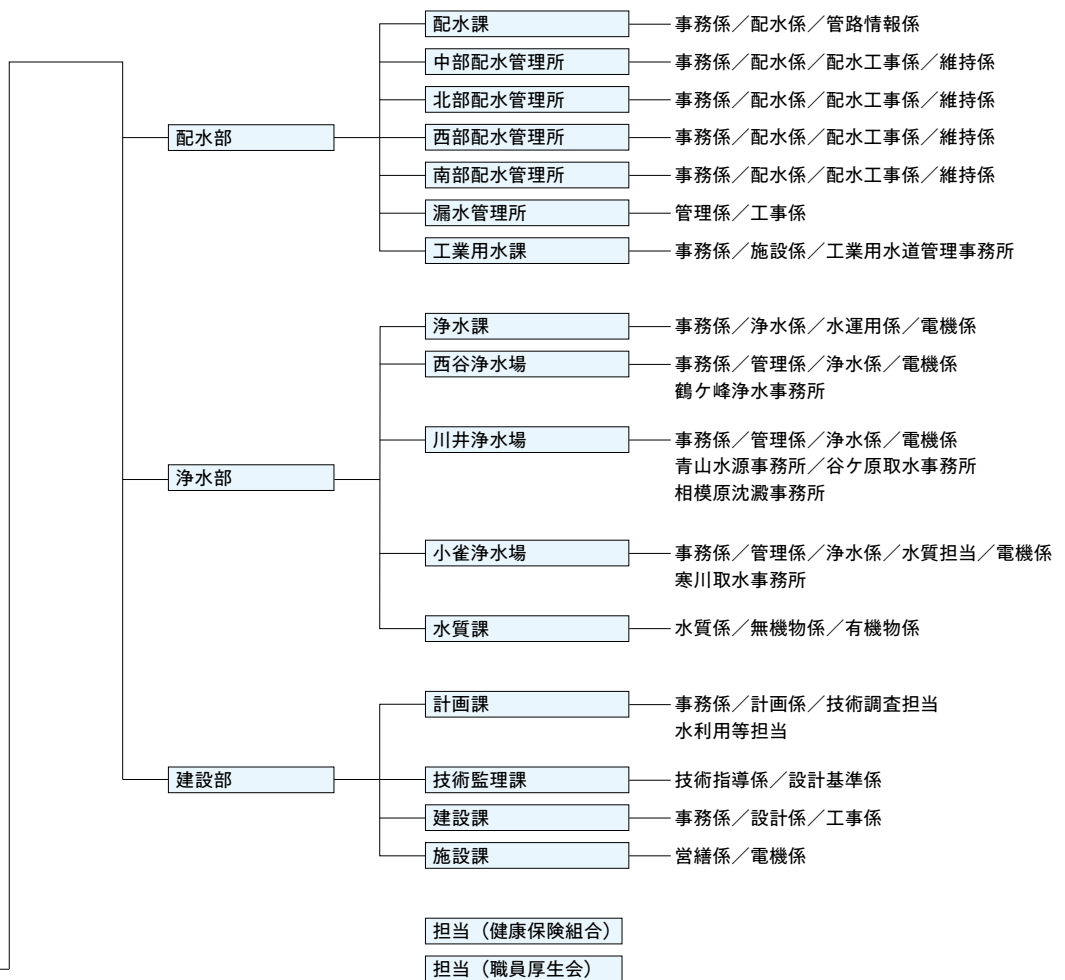 配水部
配水課 事務係／配水係／管路情報係
中部配水管理所 事務係／配水係／配水工事係／維持係
北部配水管理所 事務係／配水係／配水工事係／維持係
西部配水管理所 事務係／配水係／配水工事係／維持係
南部配水管理所 事務係／配水係／配水工事係／維持係
漏水管理所 管理係／工事係
工業用水課 事務係／施設係／工業用水道管理事務所
浄水部
浄水課 事務係／浄水係／水運用係／電機係
西谷浄水場 事務係／管理係／浄水係／電機係
鶴ケ峰浄水事務所
川井浄水場 事務係／管理係／浄水係／電機係
青山水源事務所／谷ケ原取水事務所
相模原沈澱事務所
小雀浄水場 事務係／管理係／浄水係／水質担当／電機係
寒川取水事務所
水質課 水質係／無機物係／有機物係
建設部
計画課 事務係／計画係／技術調査担当
水利用等担当
技術監理課 技術指導係／設計基準係
建設課 事務係／設計係／工事係
施設課 営繕係／電機係
担当（健康保険組合）
担当（職員厚生会）